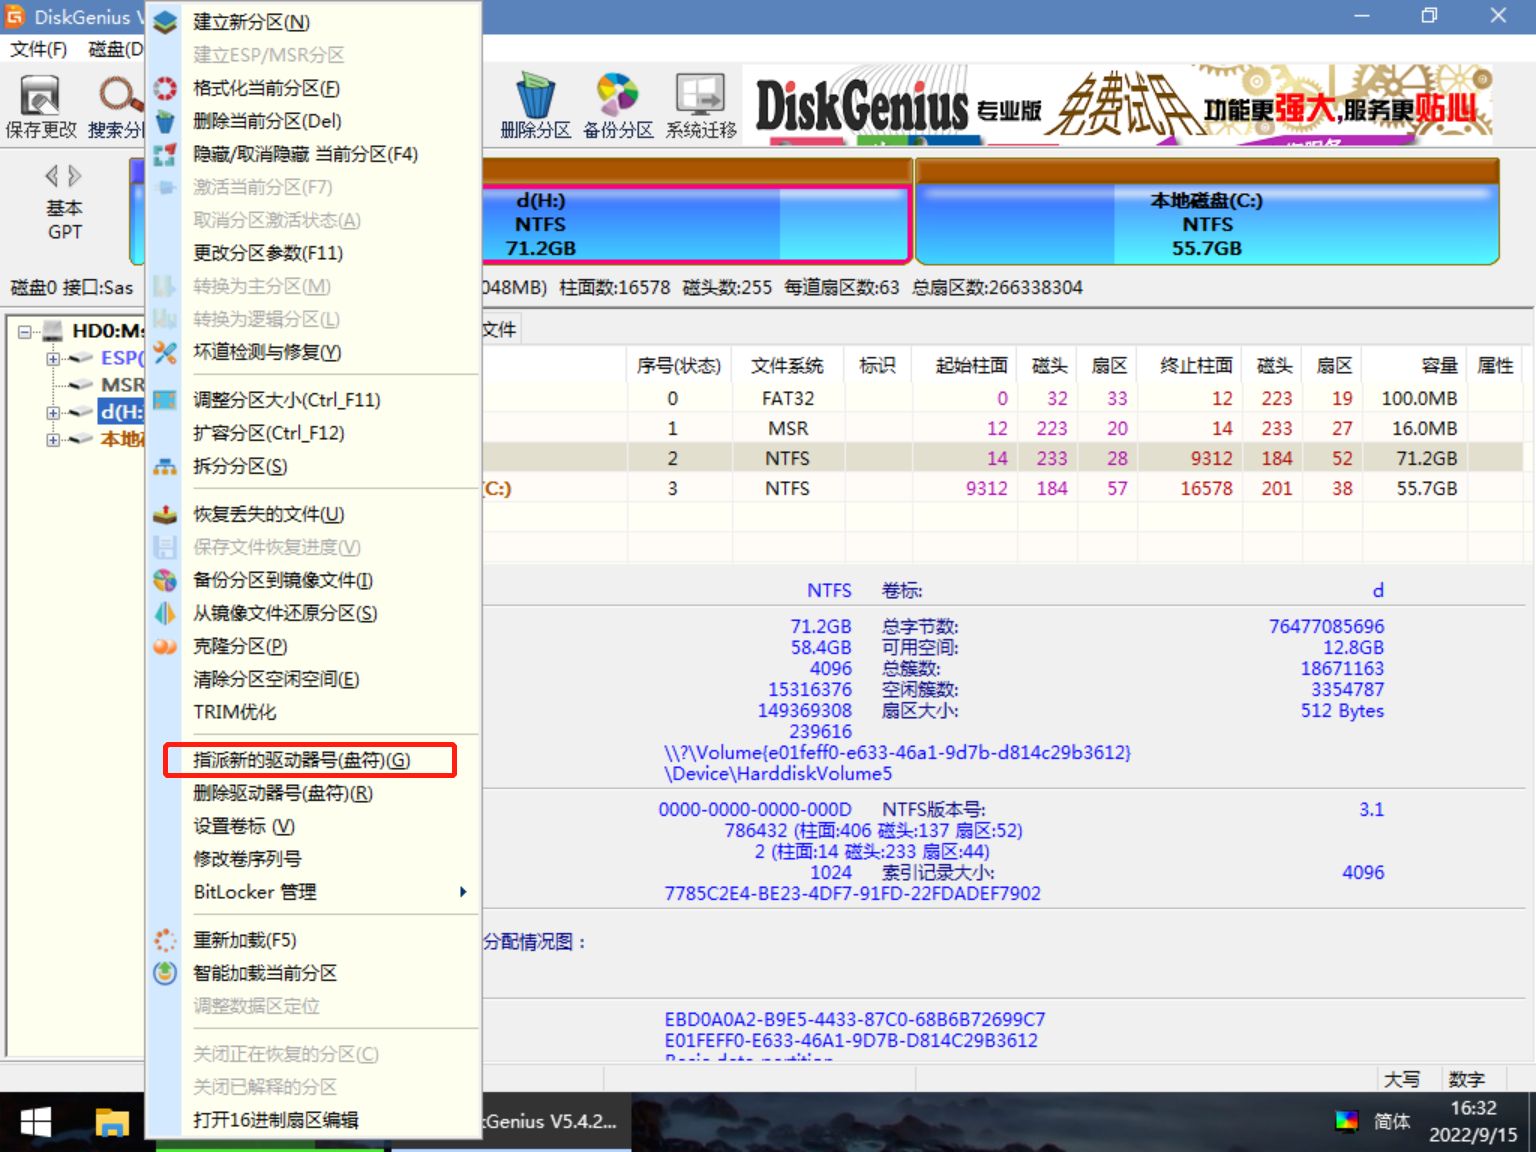 DiskGenius V
文件(F) 磁盘(D
保存更改 搜索分 删除分区 备份分区 系统迁移
DiskGenius 专业版 免费试用 功能更强大,服务更贴心
基本
GPT
d(H:)
NTFS
71.2GB
本地磁盘(C:)
NTFS
55.7GB
磁盘0 接口:Sas
048MB) 柱面数:16578 磁头数:255 每道扇区数:63 总扇区数:266338304
HD0:Ms
ESP(
MSR
d(H:
本地磁
建立新分区(N)
建立ESP/MSR分区
格式化当前分区(F)
删除当前分区(Del)
隐藏/取消隐藏 当前分区(F4)
激活当前分区(F7)
取消分区激活状态(A)
更改分区参数(F11)
转换为主分区(M)
转换为逻辑分区(L)
坏道检测与修复(Y)
调整分区大小(Ctrl_F11)
扩容分区(Ctrl_F12)
拆分分区(S)
恢复丢失的文件(U)
保存文件恢复进度(V)
备份分区到镜像文件(I)
从镜像文件还原分区(S)
克隆分区(P)
清除分区空闲空间(E)
TRIM优化
指派新的驱动器号(盘符)(G)
删除驱动器号(盘符)(R)
设置卷标 (V)
修改卷序列号
BitLocker 管理
重新加载(F5)
智能加载当前分区
调整数据区定位
关闭正在恢复的分区(C)
关闭已解释的分区
打开16进制扇区编辑
文件
序号(状态) 文件系统 标识 起始柱面 磁头 扇区 终止柱面 磁头 扇区 容量 属性
0 FAT32 0 32 33 12 223 19 100.0MB
1 MSR 12 223 20 14 233 27 16.0MB
2 NTFS 14 233 28 9312 184 52 71.2GB
(C:) 3 NTFS 9312 184 57 16578 201 38 55.7GB
NTFS 卷标: d
71.2GB 总字节数: 76477085696
58.4GB 可用空间: 12.8GB
4096 总簇数: 18671163
15316376 空闲簇数: 3354787
149369308 扇区大小: 512 Bytes
239616
\\?\Volume{e01feff0-e633-46a1-9d7b-d814c29b3612}
\Device\HarddiskVolume5
0000-0000-0000-000D NTFS版本号: 3.1
786432 (柱面:406 磁头:137 扇区:52)
2 (柱面:14 磁头:233 扇区:44)
1024 索引记录大小: 4096
7785C2E4-BE23-4DF7-91FD-22FDADEF7902
分配情况图：
EBD0A0A2-B9E5-4433-87C0-68B6B72699C7
E01FEFF0-E633-46A1-9D7B-D814C29B3612
Basic data partition
大写 数字
kGenius V5.4.2...
简体
16:32
2022/9/15